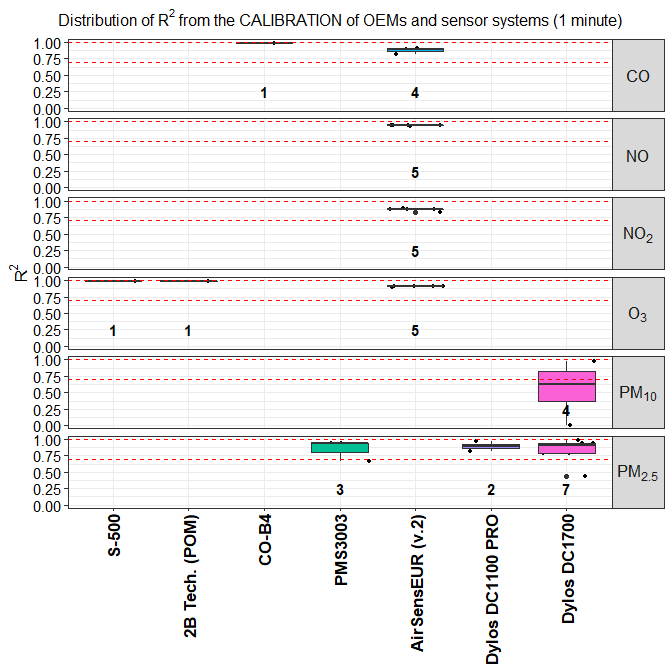 Distribution of R² from the CALIBRATION of OEMs and sensor systems (1 minute)
R²
1.00
0.75
0.50
0.25
0.00
1
4
CO
1.00
0.75
0.50
0.25
0.00
5
NO
1.00
0.75
0.50
0.25
0.00
5
NO₂
1.00
0.75
0.50
0.25
0.00
1
1
5
O₃
1.00
0.75
0.50
0.25
0.00
4
PM₁₀
1.00
0.75
0.50
0.25
0.00
3
2
7
PM₂.₅
S-500
2B Tech. (POM)
CO-B4
PMS3003
AirSensEUR (v.2)
Dylos DC1100 PRO
Dylos DC1700